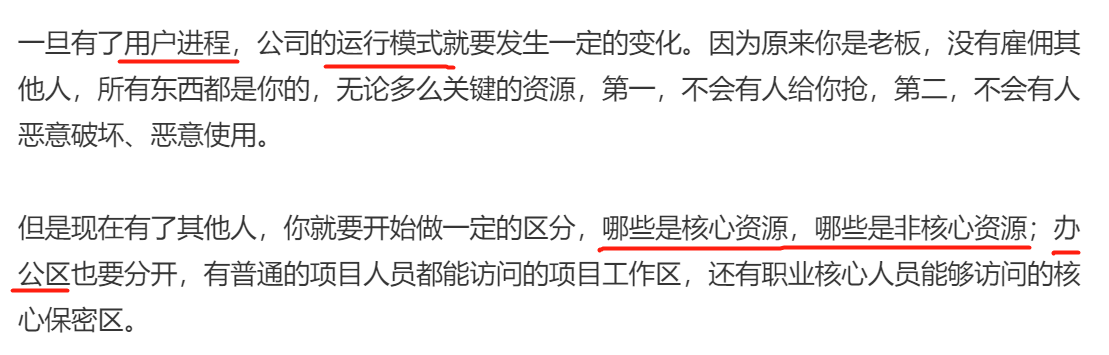 一旦有了用户进程，公司的运行模式就要发生一定的变化。因为原来你是老板，没有雇佣其
他人，所有东西都是你的，无论多么关键的资源，第一，不会有人给你抢，第二，不会有人
恶意破坏、恶意使用。
但是现在有了其他人，你就要开始做一定的区分，哪些是核心资源，哪些是非核心资源；办
公区也要分开，有普通的项目人员都能访问的项目工作区，还有职业核心人员能够访问的核
心保密区。